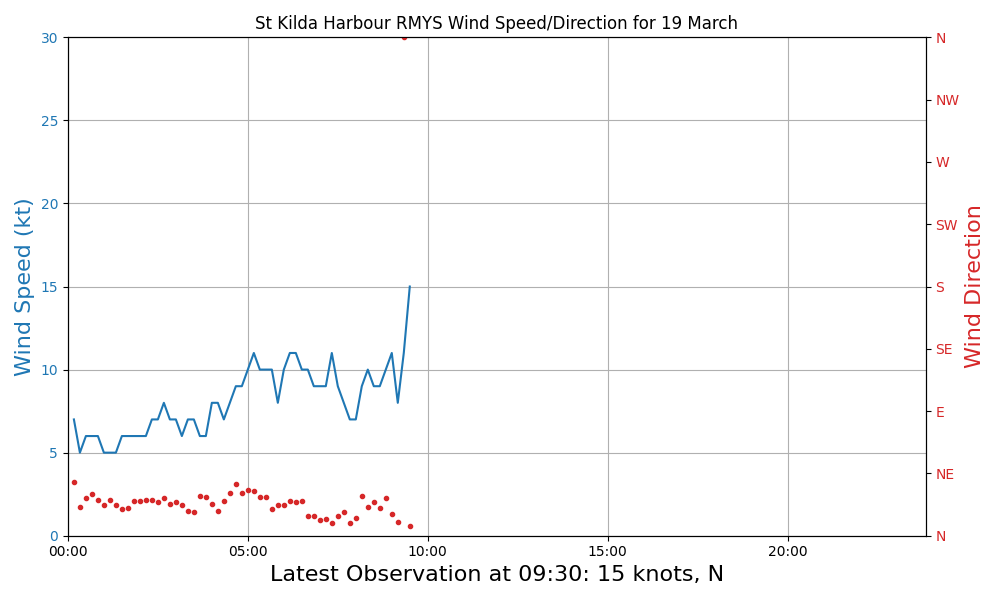 St Kilda Harbour RMYS Wind Speed/Direction for 19 March
30
25
20
15
10
5
0
Wind Speed (kt)
N
NW
W
SW
S
SE
E
NE
N
Wind Direction
00:00 05:00 10:00 15:00 20:00
Latest Observation at 09:30: 15 knots, N